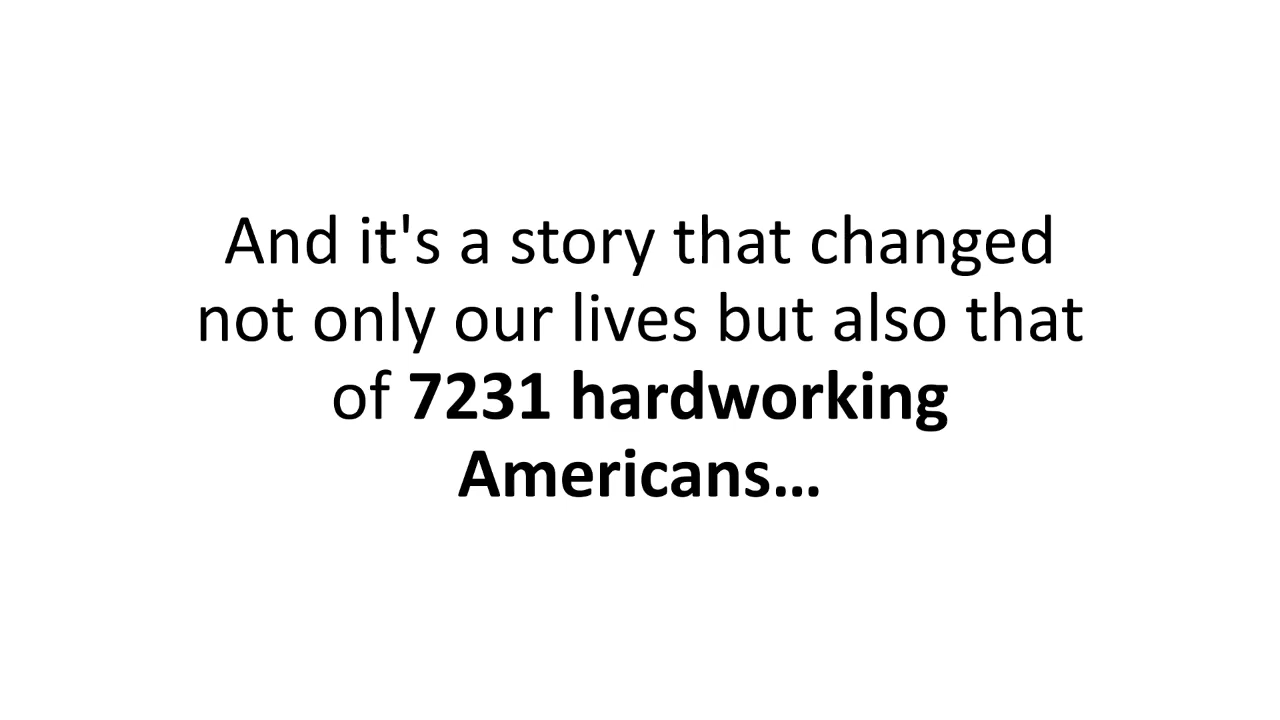 And it's a story that changed
not only our lives but also that
of 7231 hardworking
Americans…